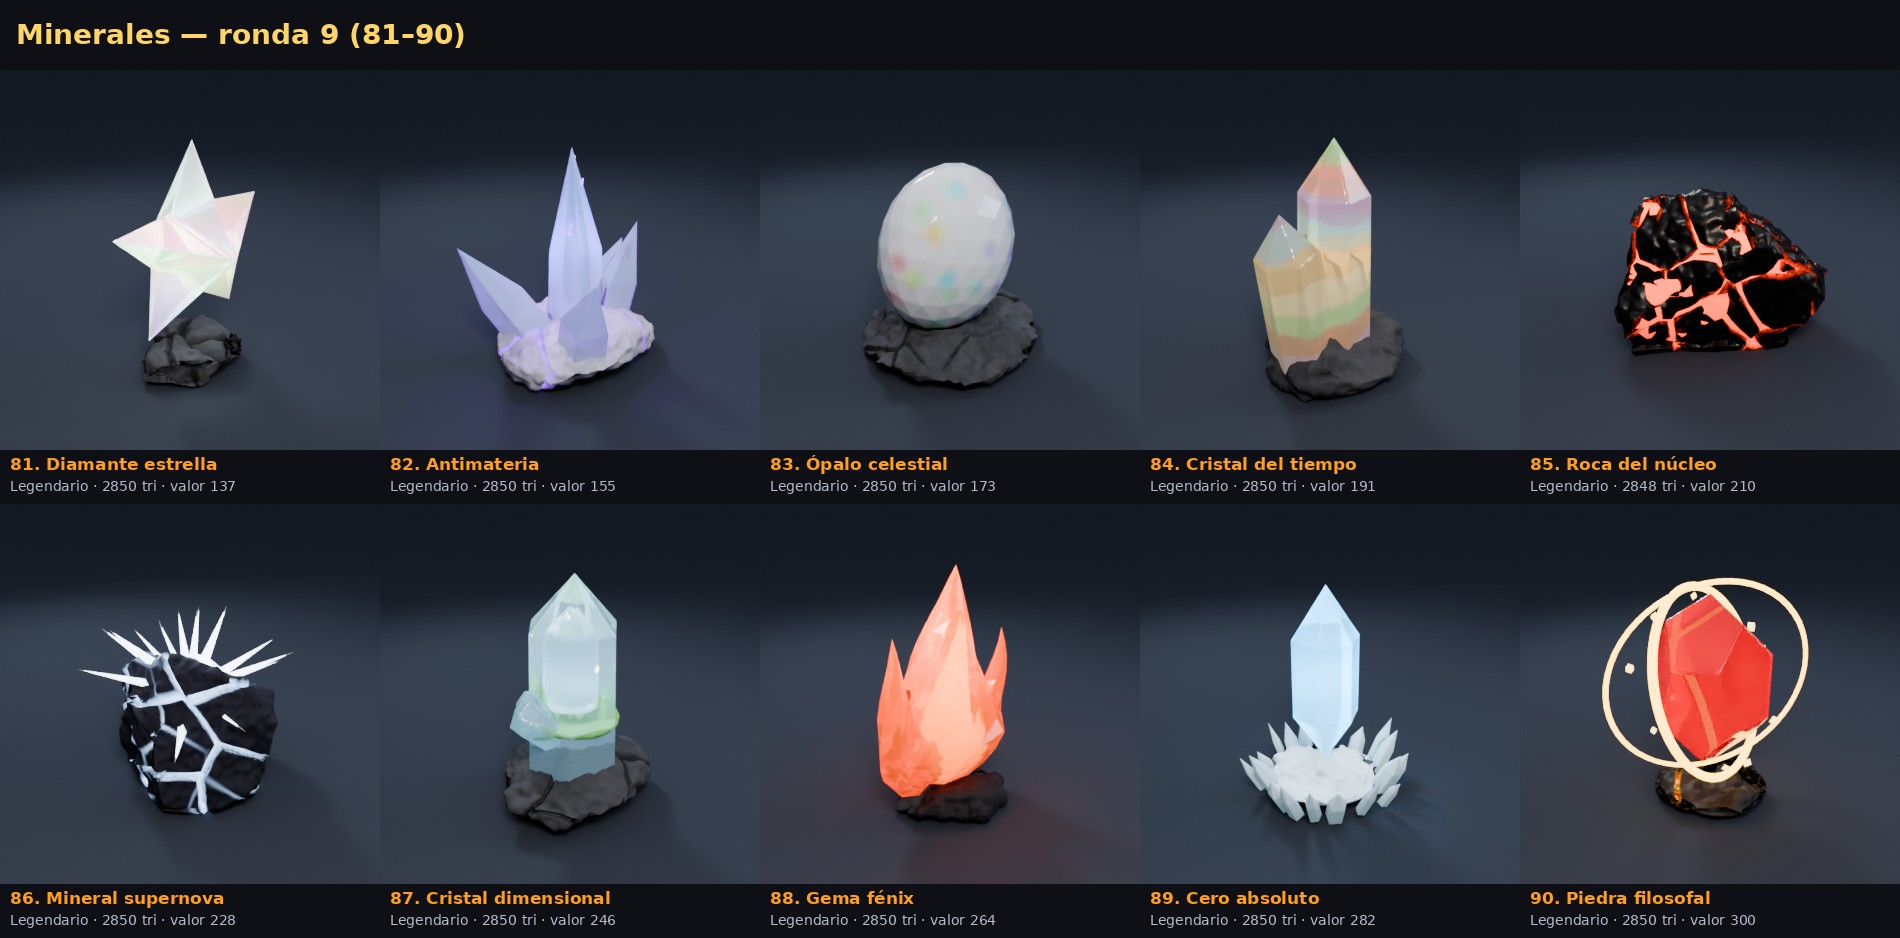 Minerales — ronda 9 (81–90)
81. Diamante estrella
Legendario · 2850 tri · valor 137
82. Antimateria
Legendario · 2850 tri · valor 155
83. Ópalo celestial
Legendario · 2850 tri · valor 173
84. Cristal del tiempo
Legendario · 2850 tri · valor 191
85. Roca del núcleo
Legendario · 2848 tri · valor 210
86. Mineral supernova
Legendario · 2850 tri · valor 228
87. Cristal dimensional
Legendario · 2850 tri · valor 246
88. Gema fénix
Legendario · 2850 tri · valor 264
89. Cero absoluto
Legendario · 2850 tri · valor 282
90. Piedra filosofal
Legendario · 2850 tri · valor 300